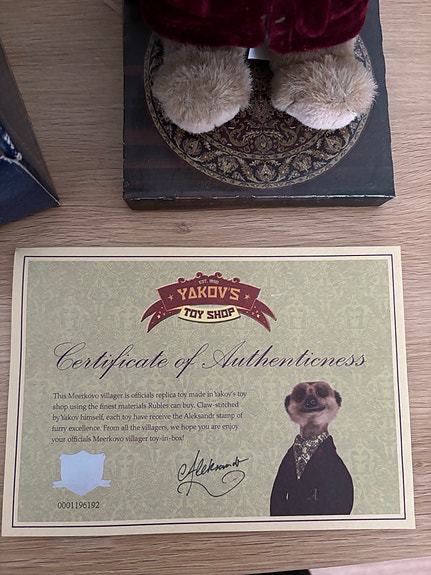 EST. 1850
YAKOV'S
TOY SHOP
Certificate of Authenticness
This Meerkovo villager is officials replica toy made in Yakov's toy
shop using the finest materials Rubles can buy. Claw-stitched
by Yakov himself, each toy have receive the Aleksandr stamp of
furry excellence. From all the villagers, we hope you are enjoy
your officials Meerkovo villager toy-in-box!
Aleksandr
0001196192
A